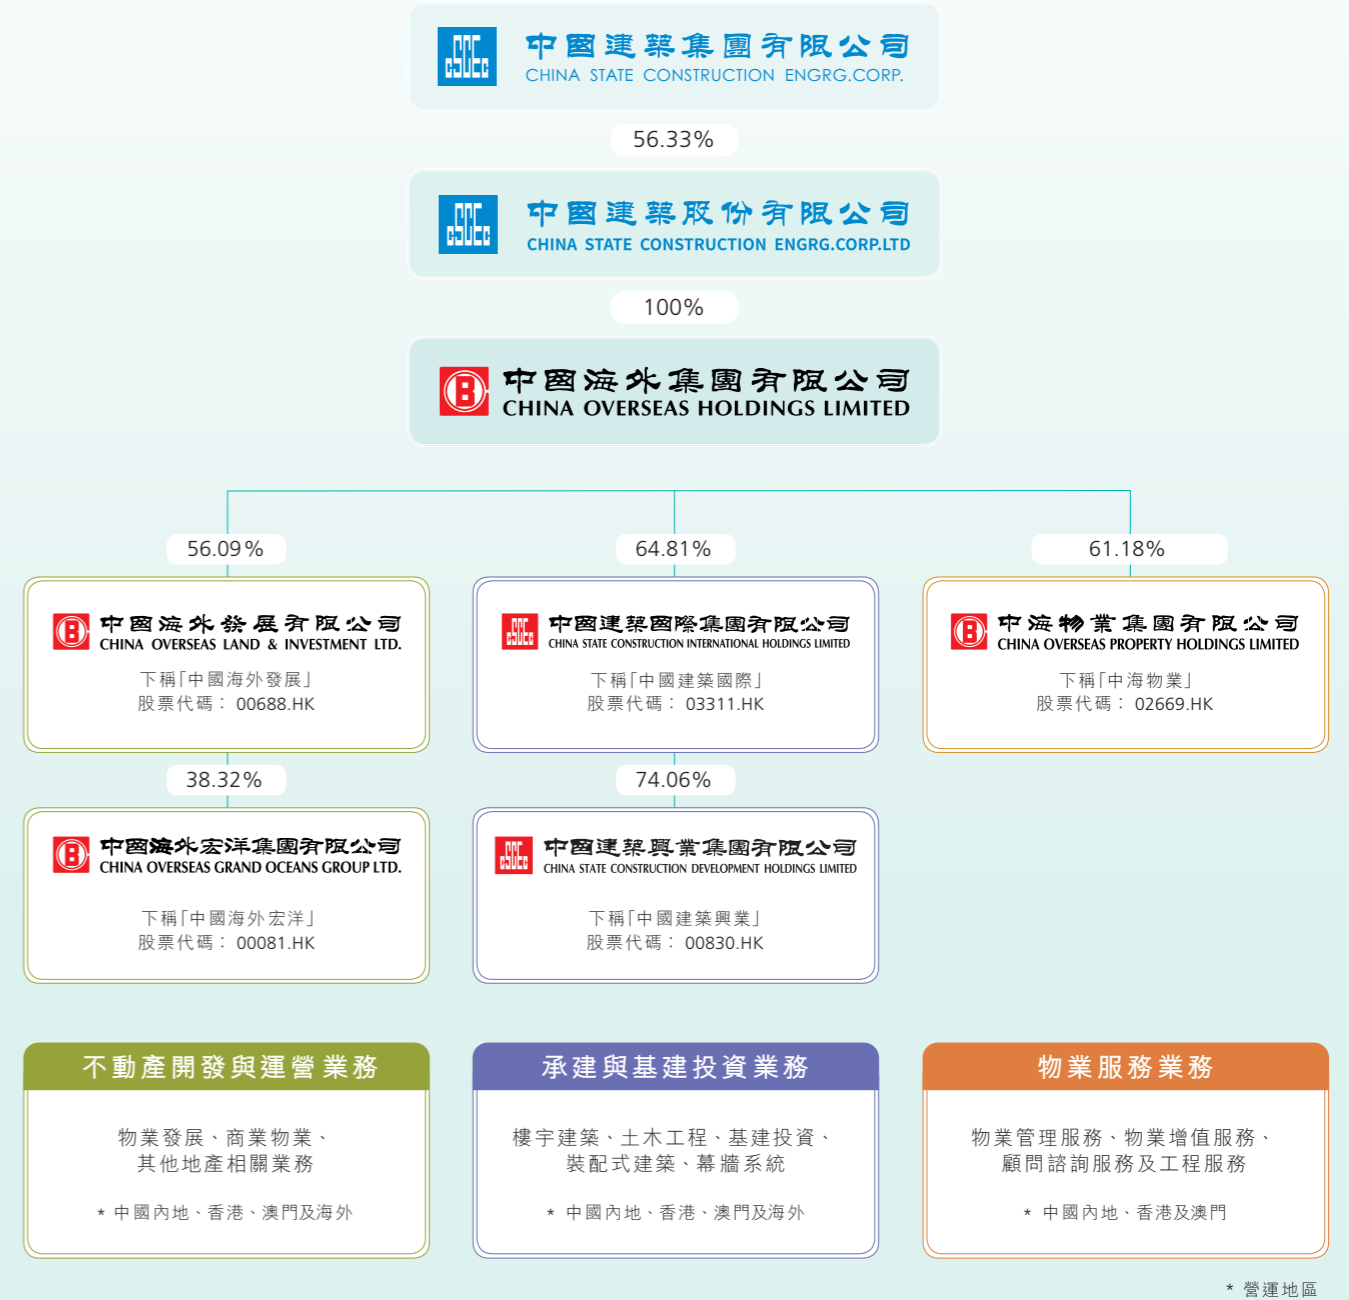 CSCEC
中國建築集團有限公司
CHINA STATE CONSTRUCTION ENGRG.CORP.
56.33%
CSCEC
中國建築股份有限公司
CHINA STATE CONSTRUCTION ENGRG.CORP.LTD
100%
中國海外集團有限公司
CHINA OVERSEAS HOLDINGS LIMITED
56.09%
64.81%
61.18%
中國海外發展有限公司
CHINA OVERSEAS LAND & INVESTMENT LTD.
下稱「中國海外發展」
股票代碼：00688.HK
CSCEC
中國建築國際集團有限公司
CHINA STATE CONSTRUCTION INTERNATIONAL HOLDINGS LIMITED
下稱「中國建築國際」
股票代碼：03311.HK
中海物業集團有限公司
CHINA OVERSEAS PROPERTY HOLDINGS LIMITED
下稱「中海物業」
股票代碼：02669.HK
38.32%
74.06%
中國海外宏洋集團有限公司
CHINA OVERSEAS GRAND OCEANS GROUP LTD.
下稱「中國海外宏洋」
股票代碼：00081.HK
CSCEC
中國建築興業集團有限公司
CHINA STATE CONSTRUCTION DEVELOPMENT HOLDINGS LIMITED
下稱「中國建築興業」
股票代碼：00830.HK
不動產開發與運營業務
物業發展、商業物業、
其他地產相關業務
* 中國內地、香港、澳門及海外
承建與基建投資業務
樓宇建築、土木工程、基建投資、
裝配式建築、幕牆系統
* 中國內地、香港、澳門及海外
物業服務業務
物業管理服務、物業增值服務、
顧問諮詢服務及工程服務
* 中國內地、香港及澳門
* 營運地區